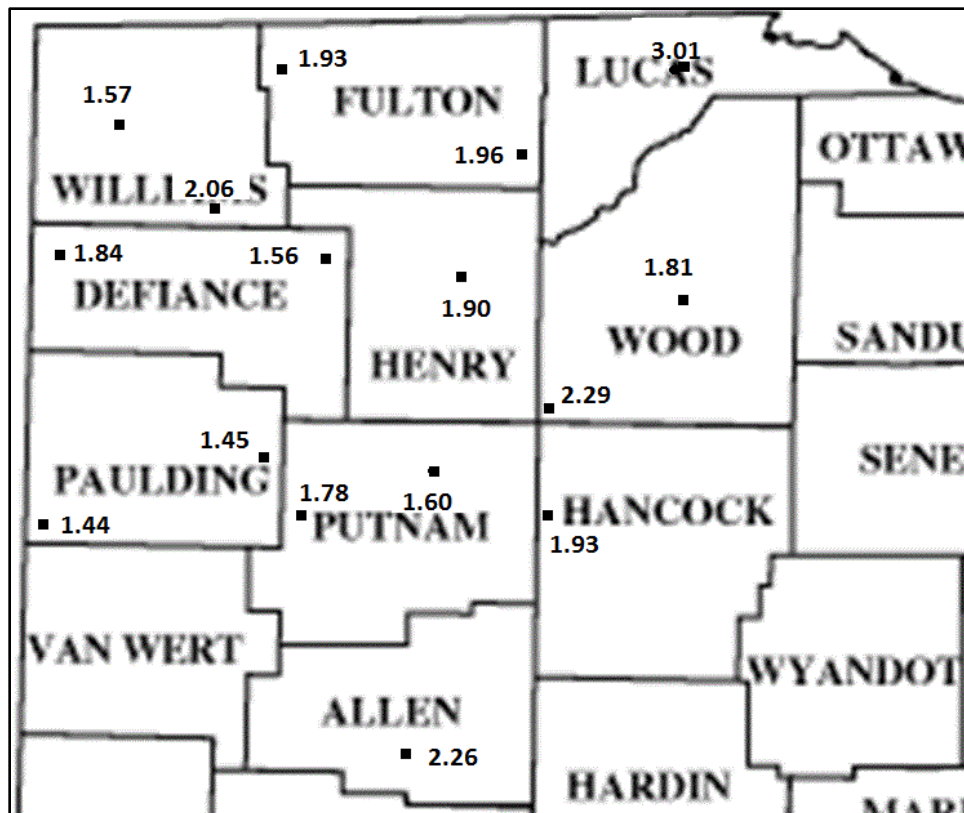 3.01
LUCAS
1.93
1.57
FULTON
OTTAW
1.96
WILLIAMS
2.06
1.84
1.56
1.81
DEFIANCE
1.90
WOOD
SANDU
HENRY
2.29
1.45
SENE
PAULDING
1.78
1.60
HANCOCK
1.44
PUTNAM
1.93
VAN WERT
WYANDOT
ALLEN
2.26
HARDIN
MAR